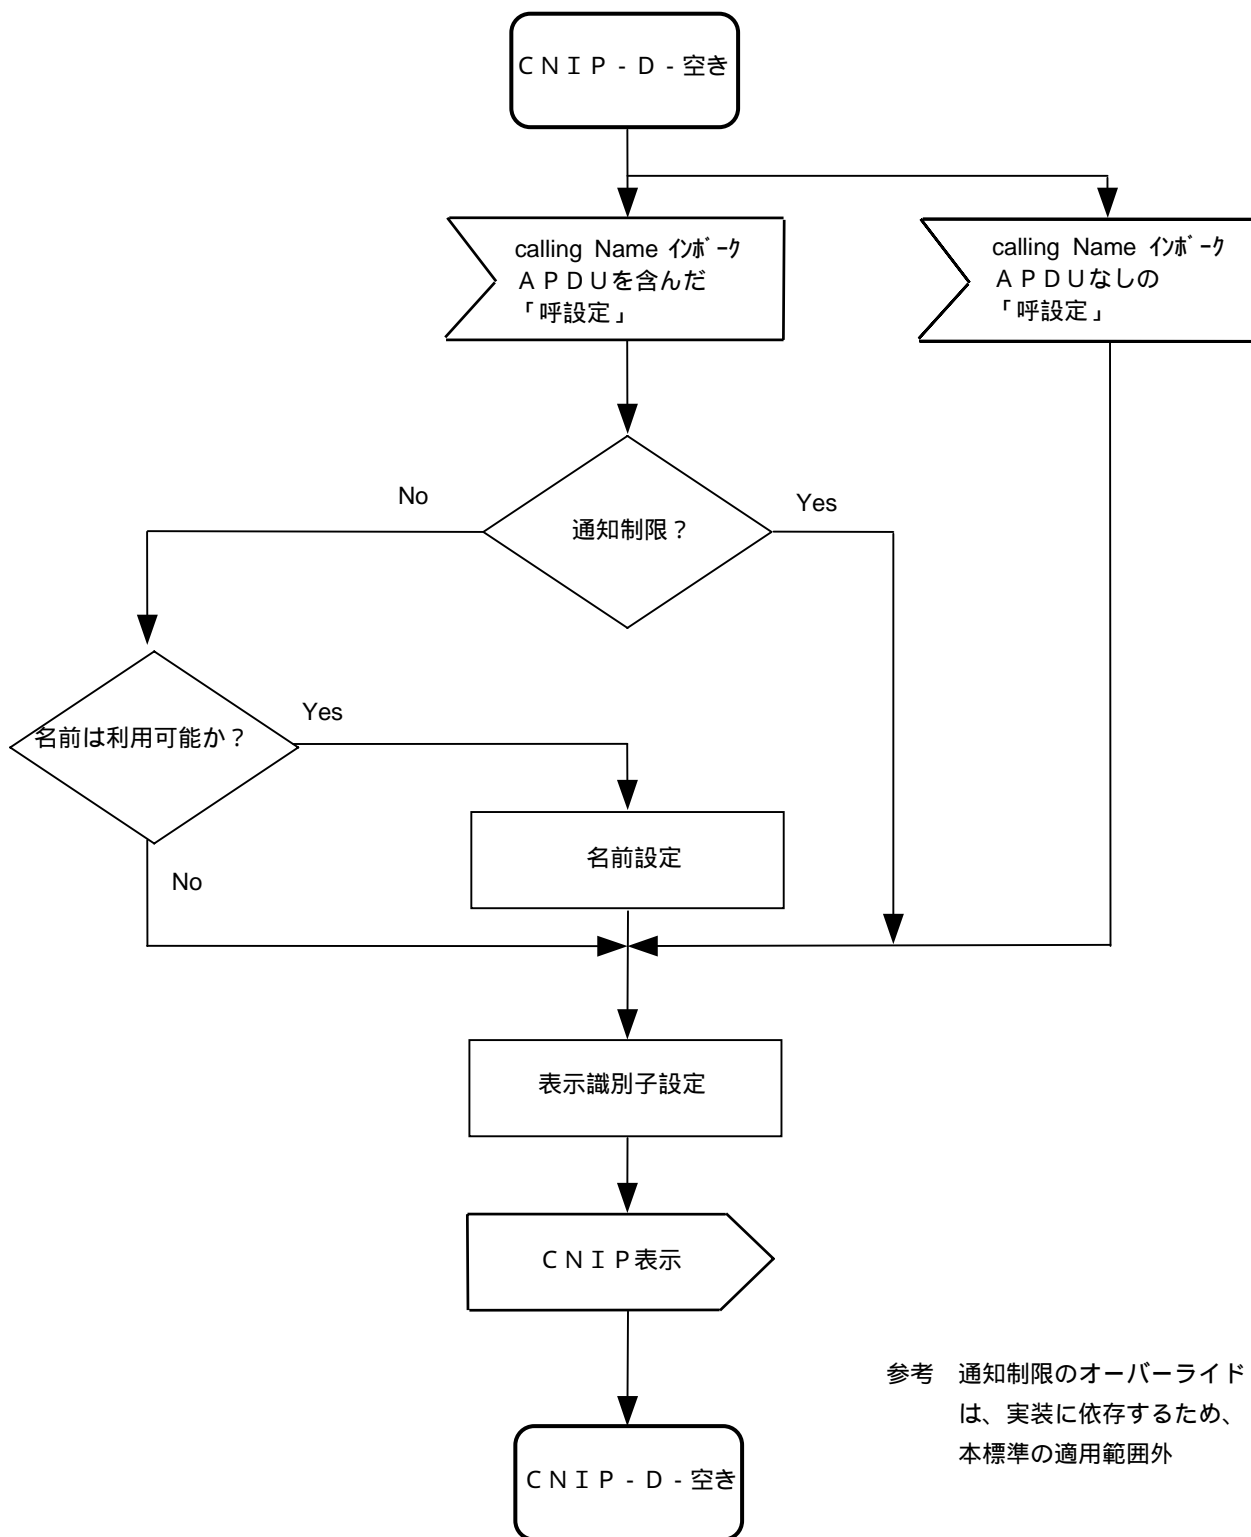 ＣＮＩＰ‐Ｄ‐空き
calling Name ｲﾝﾎﾞｰｸ
ＡＰＤＵを含んだ
「呼設定」
calling Name ｲﾝﾎﾞｰｸ
ＡＰＤＵなしの
「呼設定」
No
通知制限？
Yes
名前は利用可能か？
Yes
名前設定
No
表示識別子設定
ＣＮＩＰ表示
参考　通知制限のオーバーライド
は、実装に依存するため、
本標準の適用範囲外
ＣＮＩＰ‐Ｄ‐空き